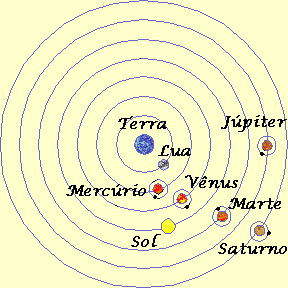 Terra
Júpiter
Lua
Mercúrio
Vênus
Marte
Sol
Saturno